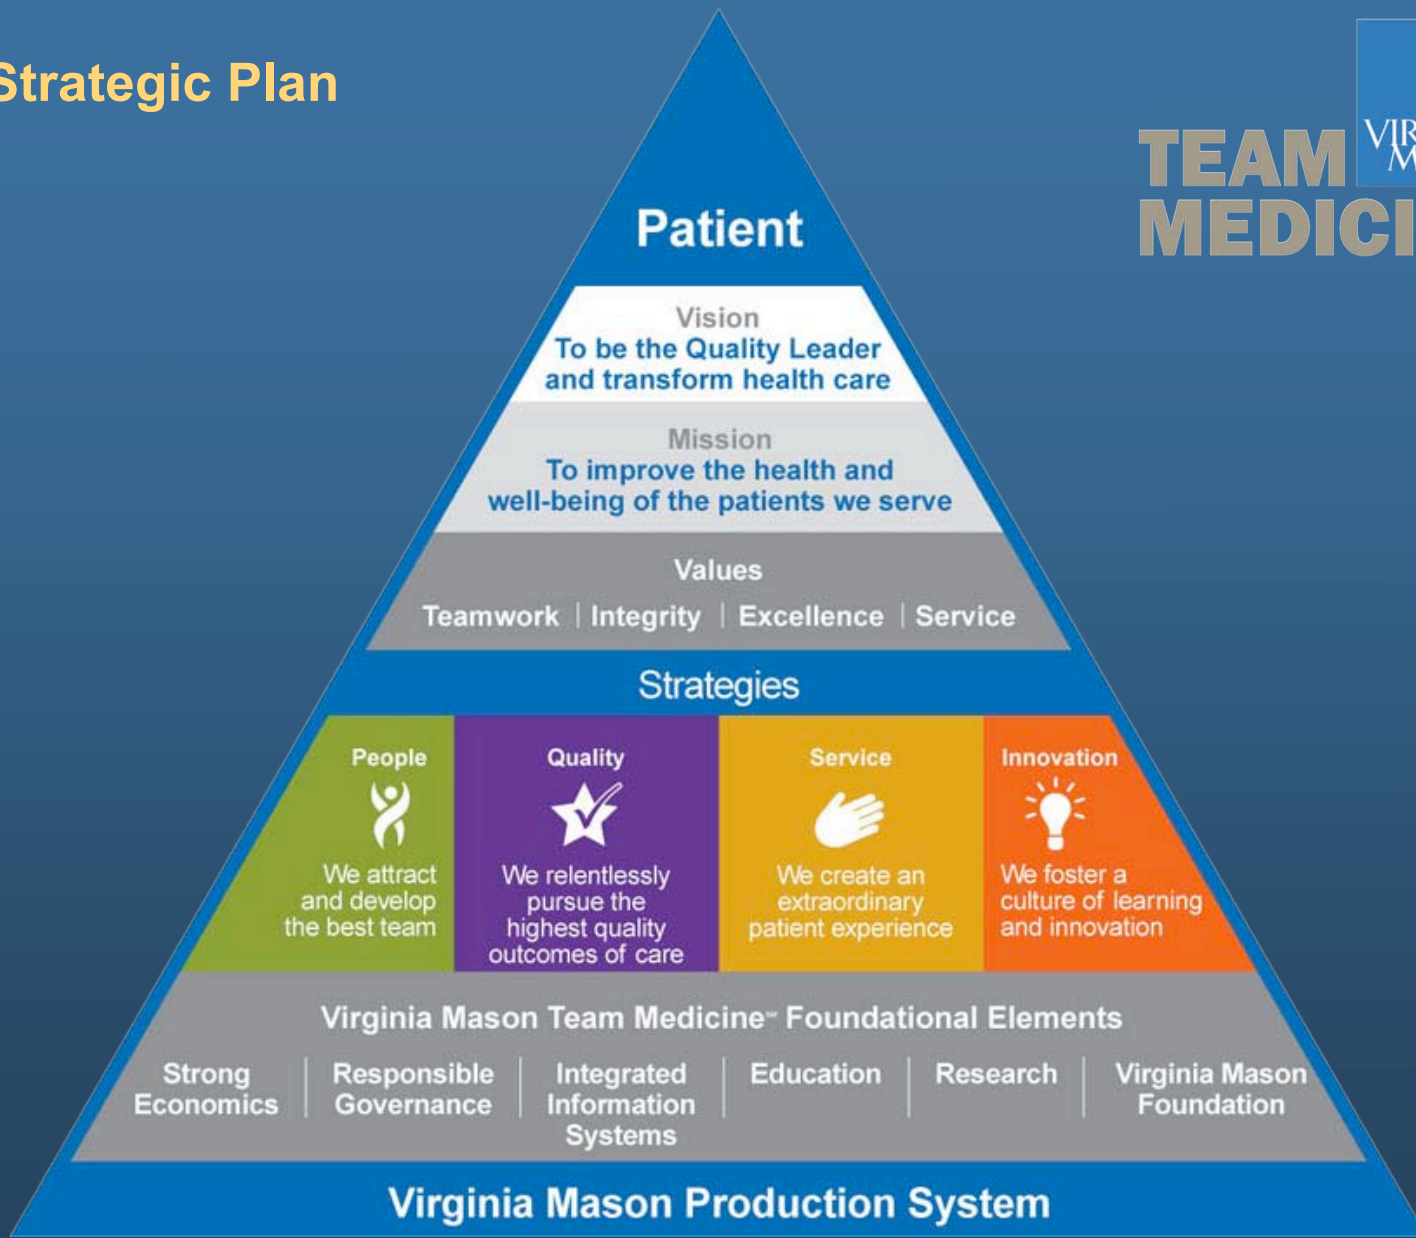 Strategic Plan
TEAM
MEDICI
VIR
M
Patient
Vision
To be the Quality Leader
and transform health care
Mission
To improve the health and
well-being of the patients we serve
Values
Teamwork | Integrity | Excellence | Service
Strategies
People
We attract
and develop
the best team
Quality
We relentlessly
pursue the
highest quality
outcomes of care
Service
We create an
extraordinary
patient experience
Innovation
We foster a
culture of learning
and innovation
Virginia Mason Team Medicine℠ Foundational Elements
Strong
Economics
Responsible
Governance
Integrated
Information
Systems
Education
Research
Virginia Mason
Foundation
Virginia Mason Production System